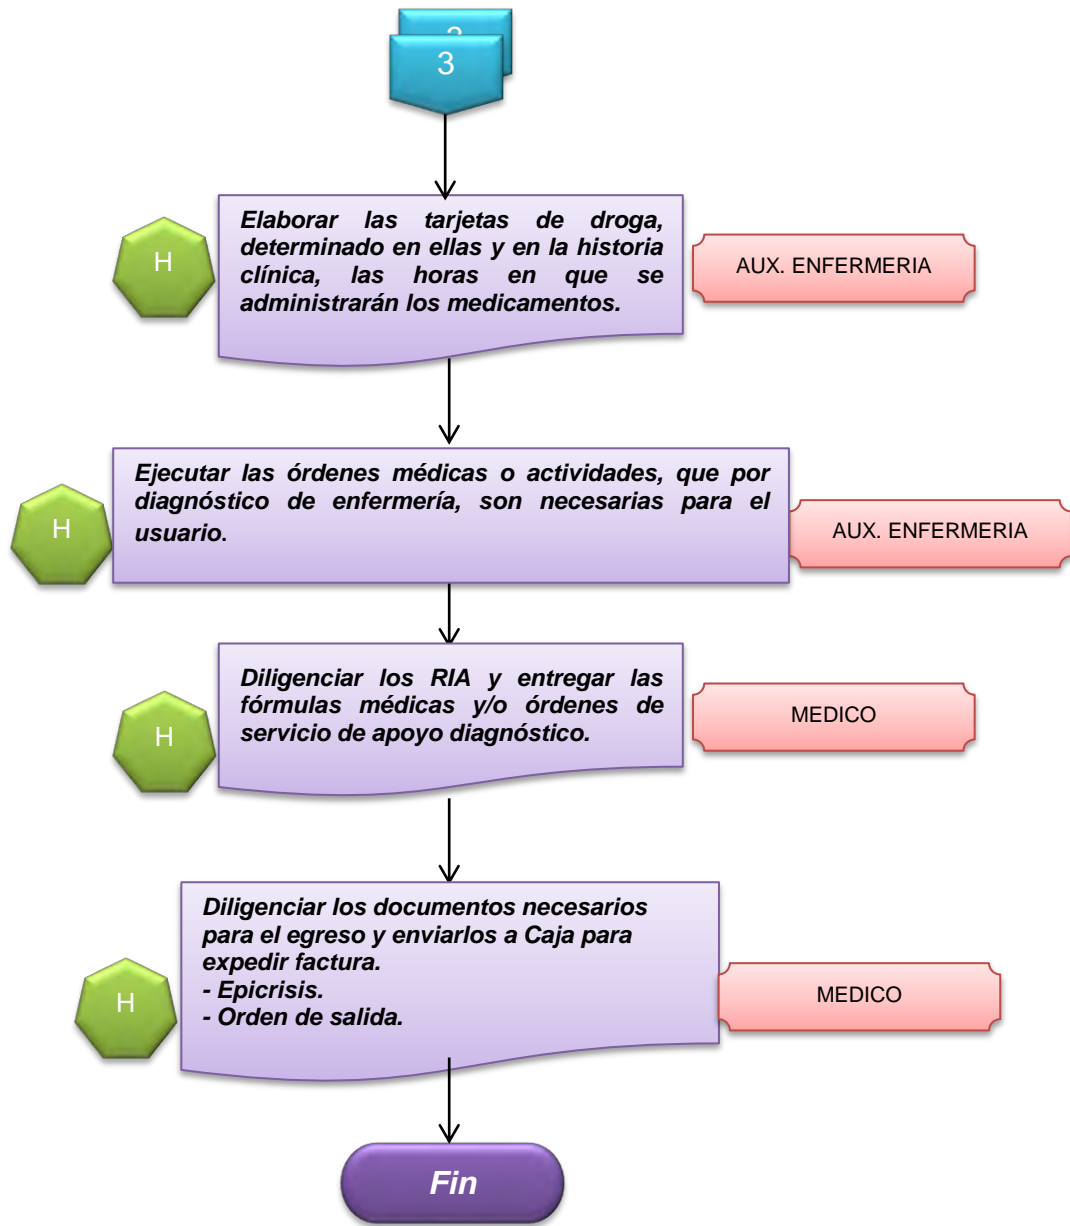 3
Elaborar las tarjetas de droga,
determinado en ellas y en la historia
clínica, las horas en que se
administrarán los medicamentos.
H
AUX. ENFERMERIA
Ejecutar las órdenes médicas o actividades, que por
diagnóstico de enfermería, son necesarias para el
usuario.
H
AUX. ENFERMERIA
Diligenciar los RIA y entregar las
fórmulas médicas y/o órdenes de
servicio de apoyo diagnóstico.
H
MEDICO
Diligenciar los documentos necesarios
para el egreso y enviarlos a Caja para
expedir factura.
- Epicrisis.
- Orden de salida.
H
MEDICO
Fin